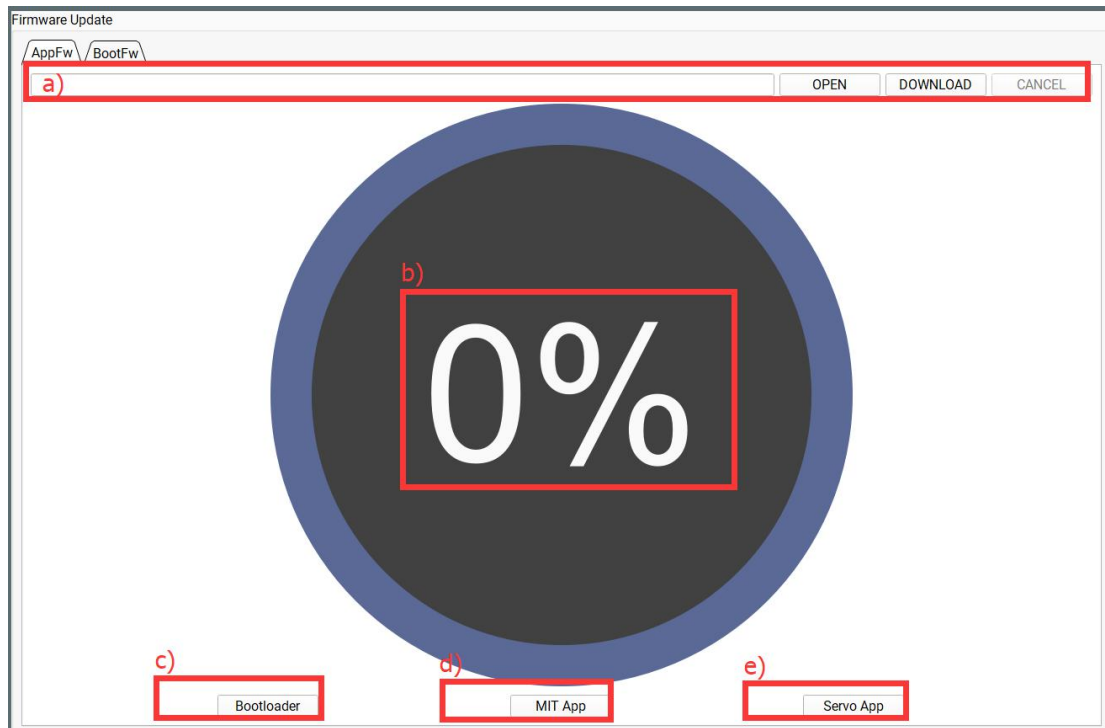 Firmware Update
AppFw BootFw
a) OPEN DOWNLOAD CANCEL
b)
0%
c) d) e)
Bootloader MIT App Servo App